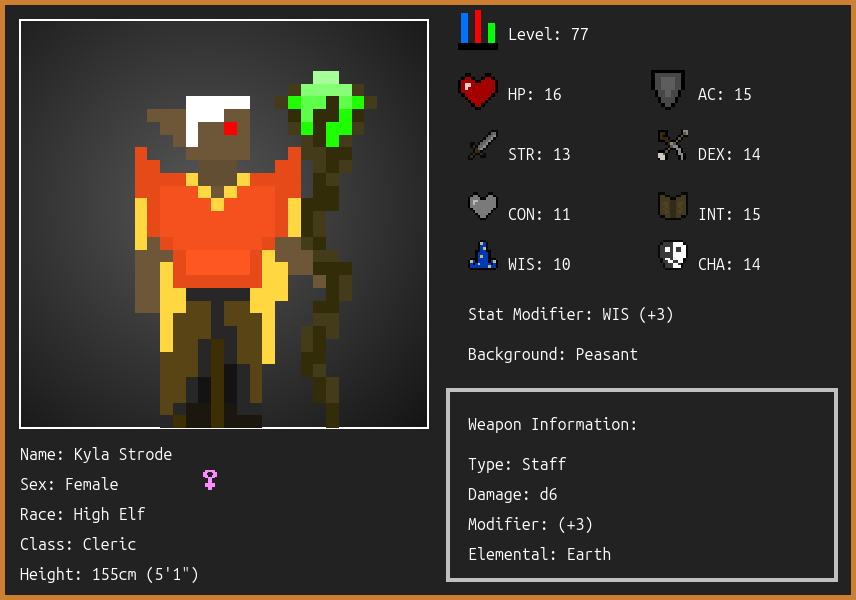 Level: 77
HP: 16
AC: 15
STR: 13
DEX: 14
CON: 11
INT: 15
WIS: 10
CHA: 14
Stat Modifier: WIS (+3)
Background: Peasant
Weapon Information:
Type: Staff
Damage: d6
Modifier: (+3)
Elemental: Earth
Name: Kyla Strode
Sex: Female
Race: High Elf
Class: Cleric
Height: 155cm (5'1")